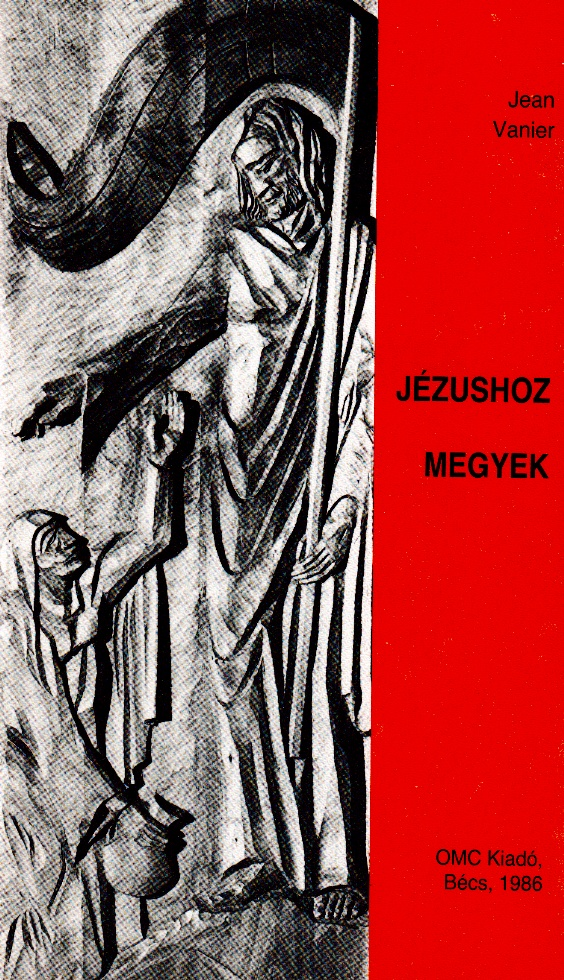 Jean
Vanier
JÉZUSHOZ
MEGYEK
OMC Kiadó,
Bécs, 1986